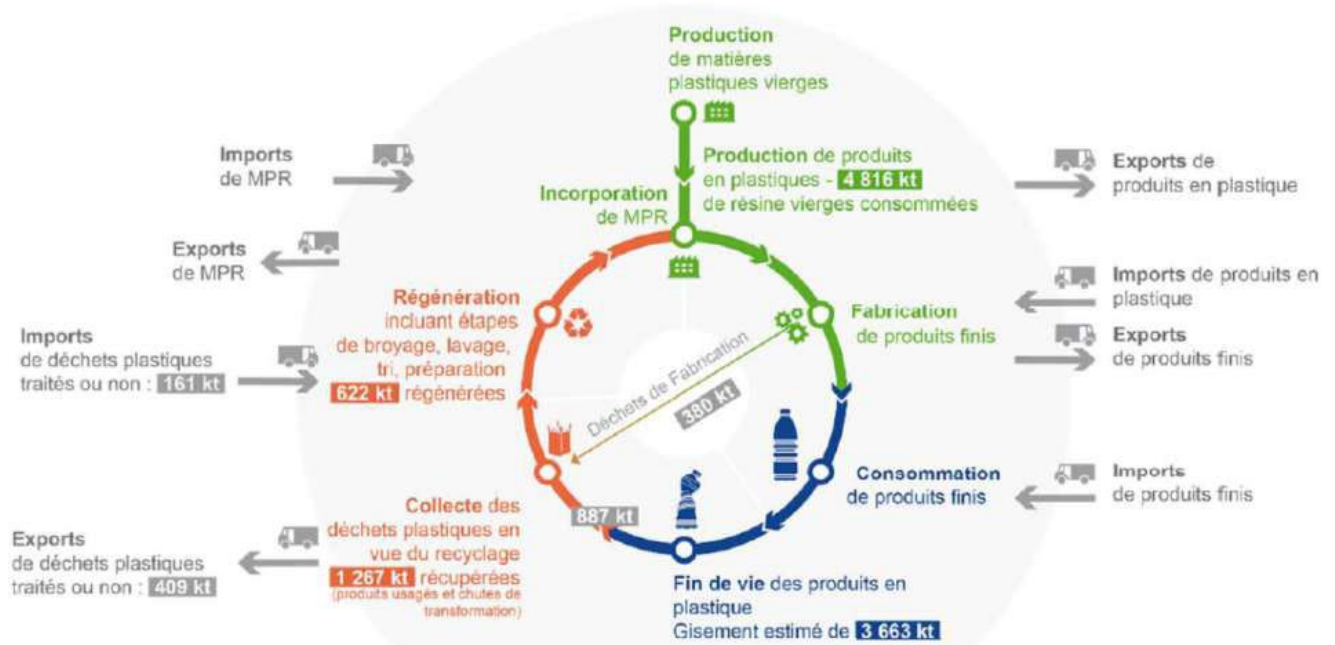 Production
de matières
plastiques vierges
Production de produits
en plastiques - 4 816 kt
de résine vierges consommées
Incorporation
de MPR
Imports
de MPR
Exports
de MPR
Exports de
produits en plastique
Imports de produits en
plastique
Exports
de produits finis
Fabrication
de produits finis
Régénération
incluant étapes
de broyage, lavage,
tri, préparation
622 kt régénérées
Imports
de déchets plastiques
traités ou non : 161 kt
Déchets de Fabrication
380 kt
Consommation
de produits finis
Imports
de produits finis
887 kt
Collecte des
déchets plastiques en
vue du recyclage
1 267 kt récupérées
(produits usagés et chutes de
transformation)
Exports
de déchets plastiques
traités ou non : 409 kt
Fin de vie des produits en
plastique
Gisement estimé de 3 663 kt